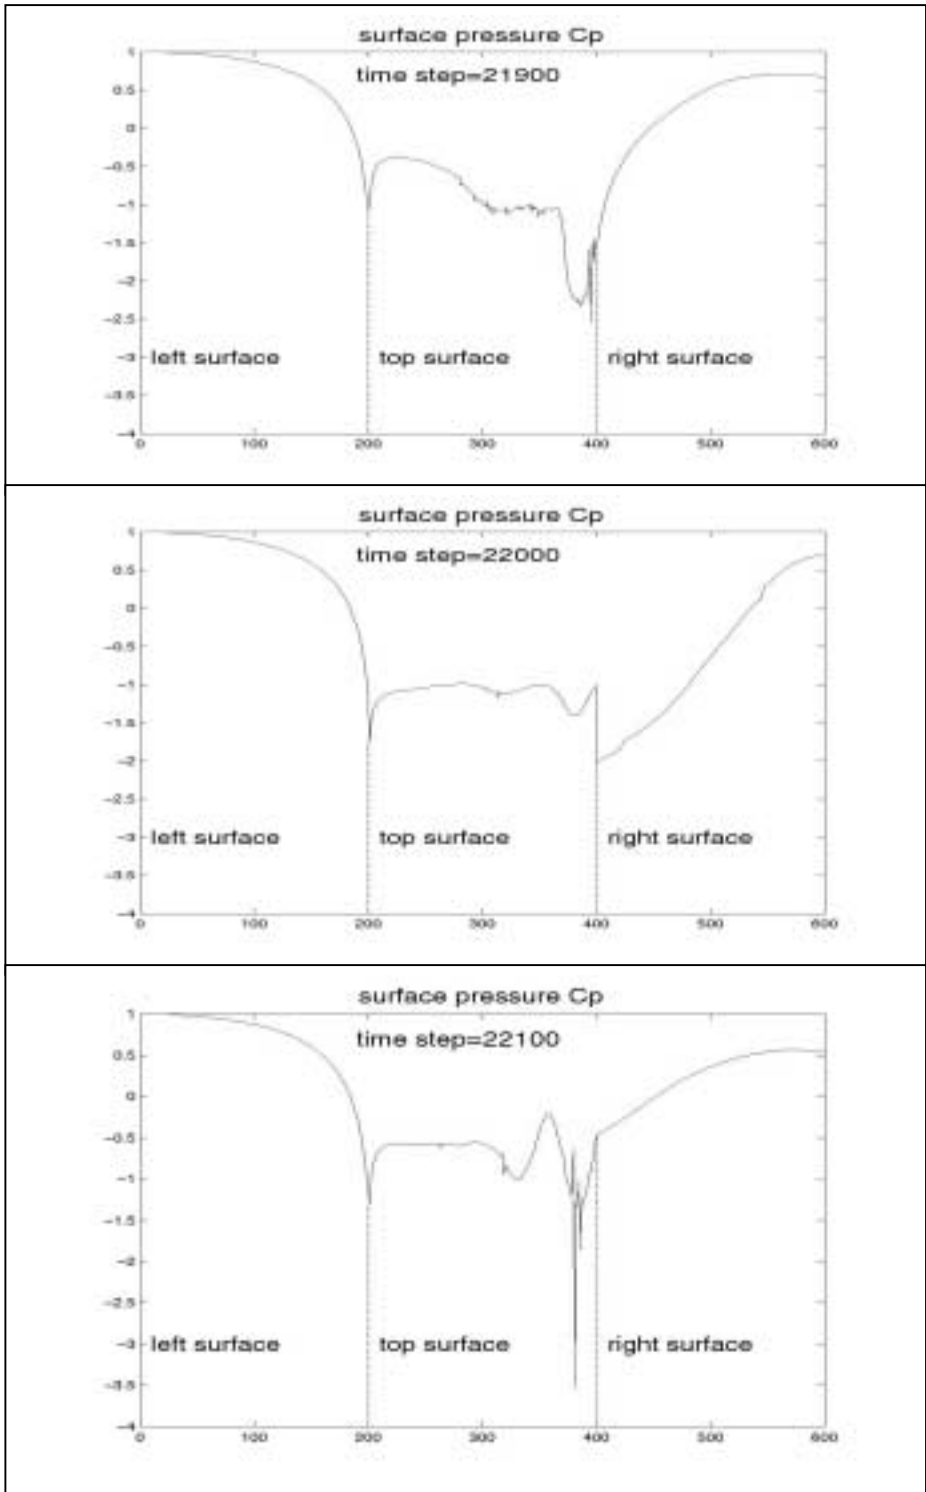 surface pressure Cp
time step=21900
1
0.5
0
-0.5
-1
-1.5
-2
-2.5
-3
-3.5
-4
left surface
top surface
right surface
0 100 200 300 400 500 600
surface pressure Cp
time step=22000
1
0.5
0
-0.5
-1
-1.5
-2
-2.5
-3
-3.5
-4
left surface
top surface
right surface
0 100 200 300 400 500 600
surface pressure Cp
time step=22100
1
0.5
0
-0.5
-1
-1.5
-2
-2.5
-3
-3.5
-4
left surface
top surface
right surface
0 100 200 300 400 500 600